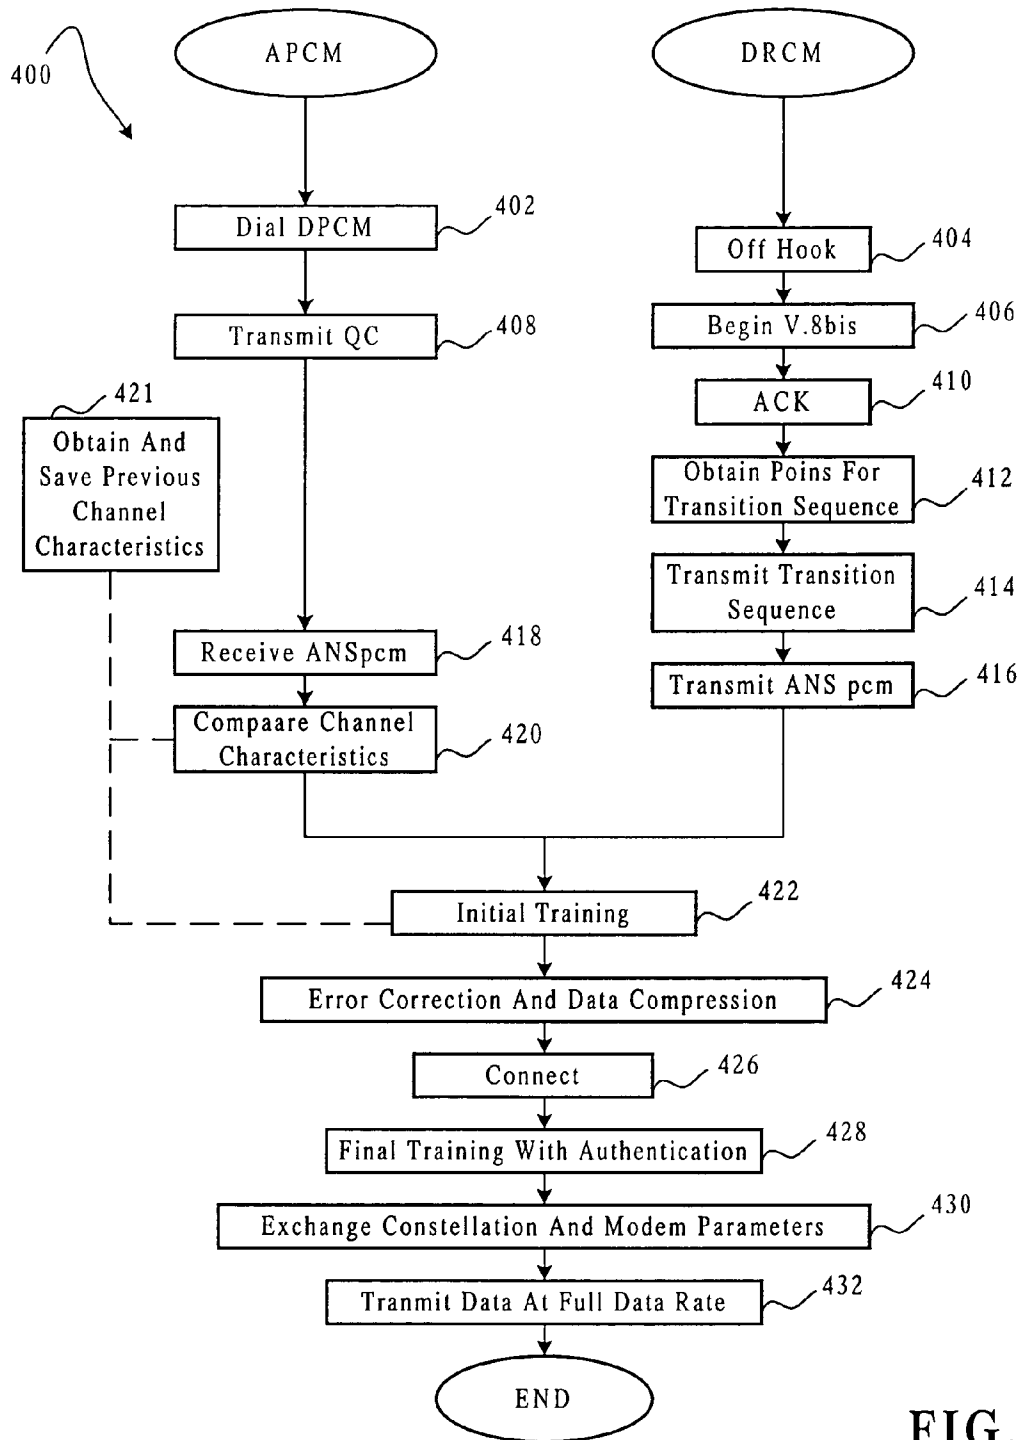 400
APCM
DRCM
Dial DPCM
402
Off Hook
404
Transmit QC
408
Begin V.8bis
406
ACK
410
421
Obtain And
Save Previous
Channel
Characteristics
Obtain Poins For
Transition Sequence
412
Transmit Transition
Sequence
414
Receive ANSpcm
418
Transmit ANS pcm
416
Compaare Channel
Characteristics
420
Initial Training
422
Error Correction And Data Compression
424
Connect
426
Final Training With Authentication
428
Exchange Constellation And Modem Parameters
430
Tranmit Data At Full Data Rate
432
END
FIG.